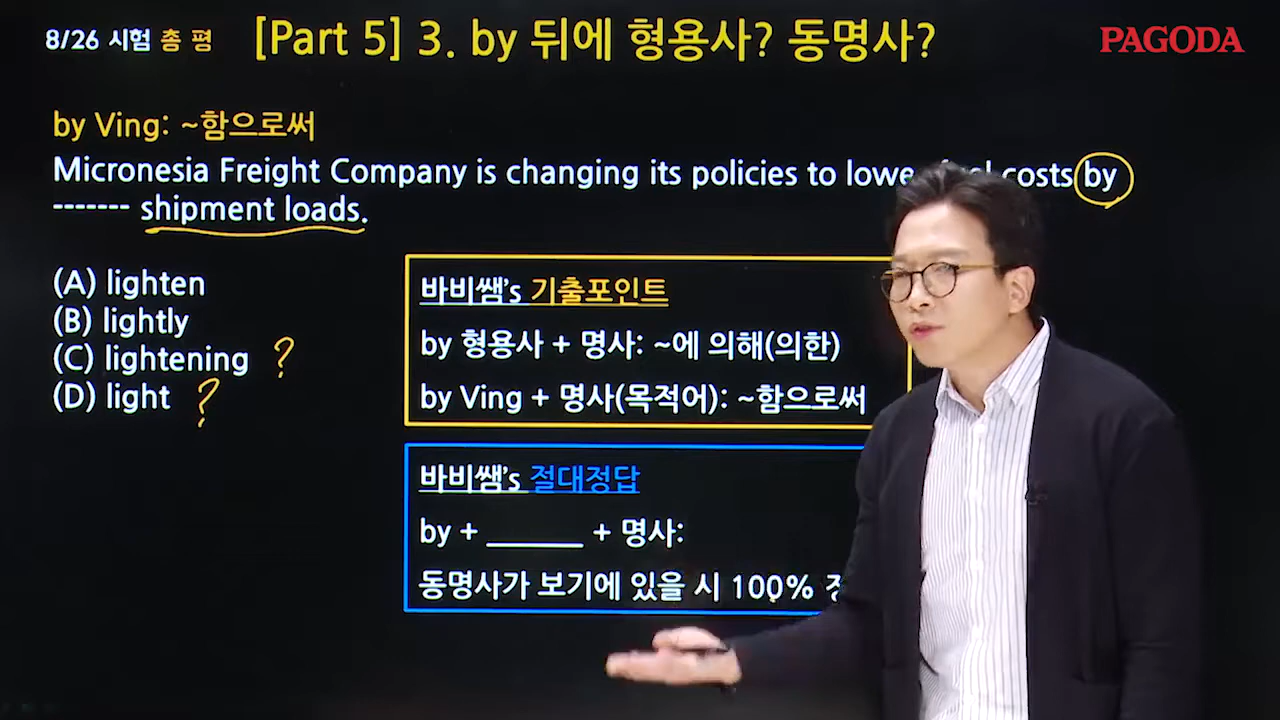 8/26 시험 총 평
[Part 5] 3. by 뒤에 형용사? 동명사?
PAGODA
by Ving: ~함으로써
Micronesia Freight Company is changing its policies to costs by
------- shipment loads.
(A) lighten
(B) lightly
(C) lightening ?
(D) light ?
바비쌤's 기출포인트
by 형용사 + 명사: ~에 의해(의한)
by Ving + 명사(목적어): ~함으로써
바비쌤's 절대정답
by + ______ + 명사:
동명사가 보기에 있을 시 100%